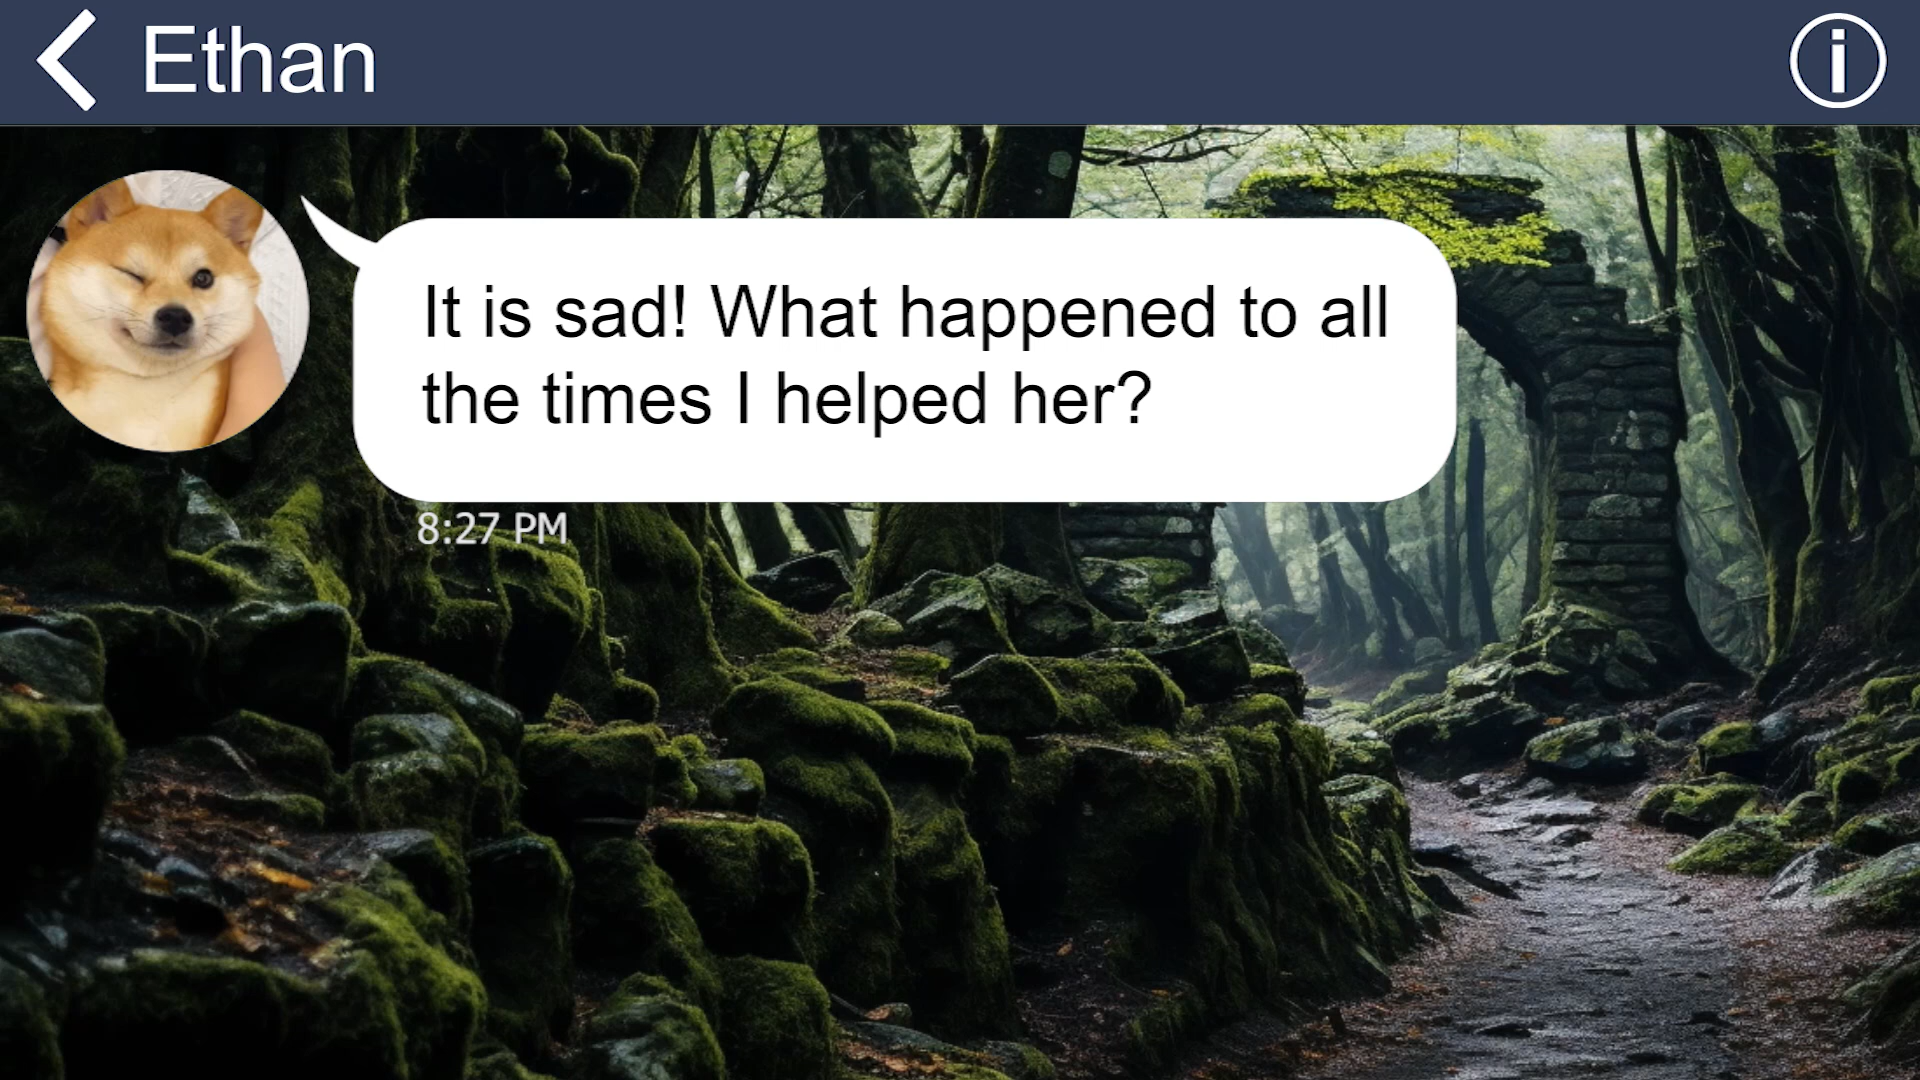 Ethan
It is sad! What happened to all
the times I helped her?
8:27 PM